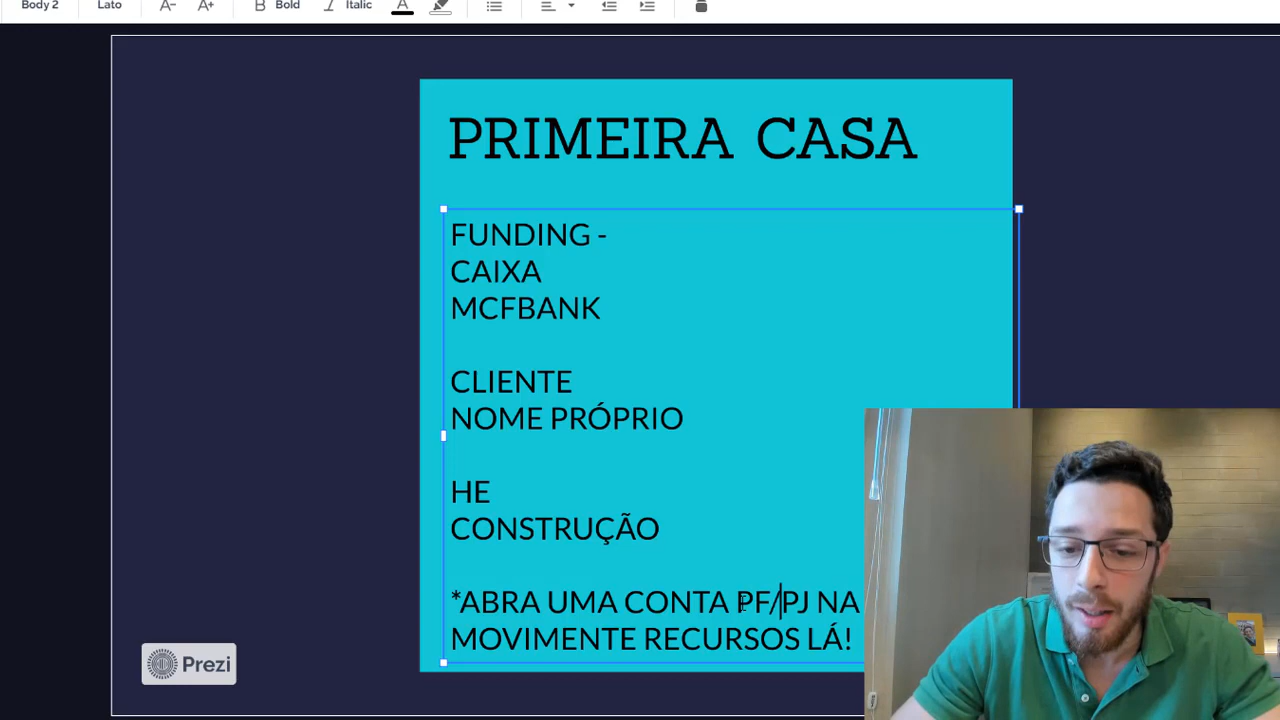 Body 2 Lato A- A+ B Bold I Italic A
PRIMEIRA CASA
FUNDING -
CAIXA
MCFBANK
CLIENTE
NOME PRÓPRIO
HE
CONSTRUÇÃO
*ABRA UMA CONTA PF/PJ NA
MOVIMENTE RECURSOS LÁ!
Prezi